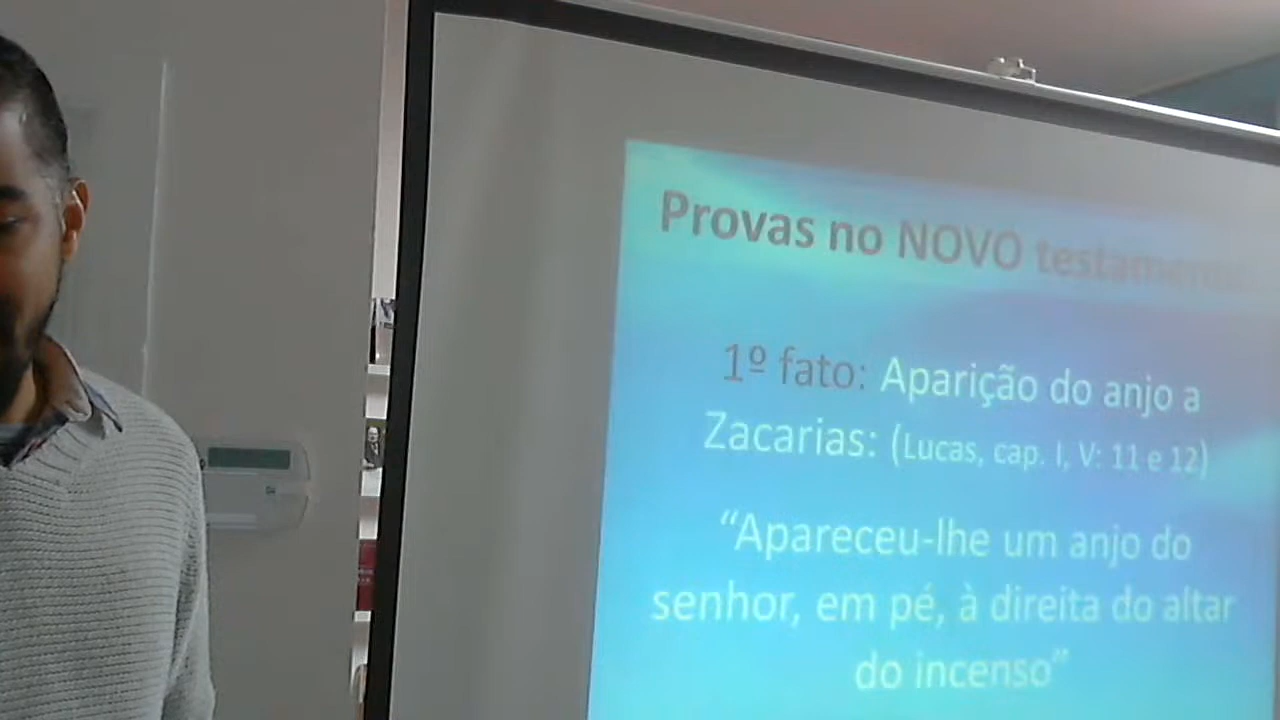 Provas no NOVO testamento
1º fato: Aparição do anjo a
Zacarias: (Lucas, cap. I, V: 11 e 12)
“Apareceu-lhe um anjo do
senhor, em pé, à direita do altar
do incenso”